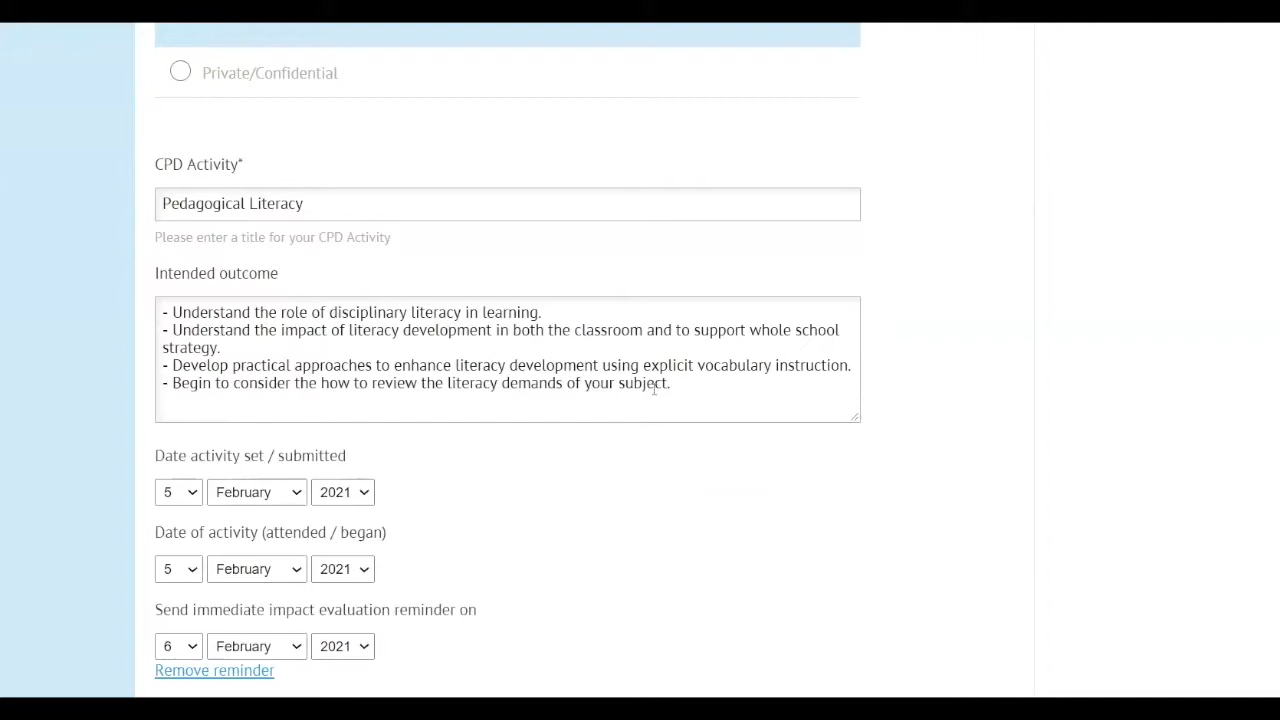 Private/Confidential
CPD Activity*
Pedagogical Literacy
Please enter a title for your CPD Activity
Intended outcome
- Understand the role of disciplinary literacy in learning.
- Understand the impact of literacy development in both the classroom and to support whole school
strategy.
- Develop practical approaches to enhance literacy development using explicit vocabulary instruction.
- Begin to consider the how to review the literacy demands of your subject.
Date activity set / submitted
5 February 2021
Date of activity (attended / began)
5 February 2021
Send immediate impact evaluation reminder on
6 February 2021
Remove reminder